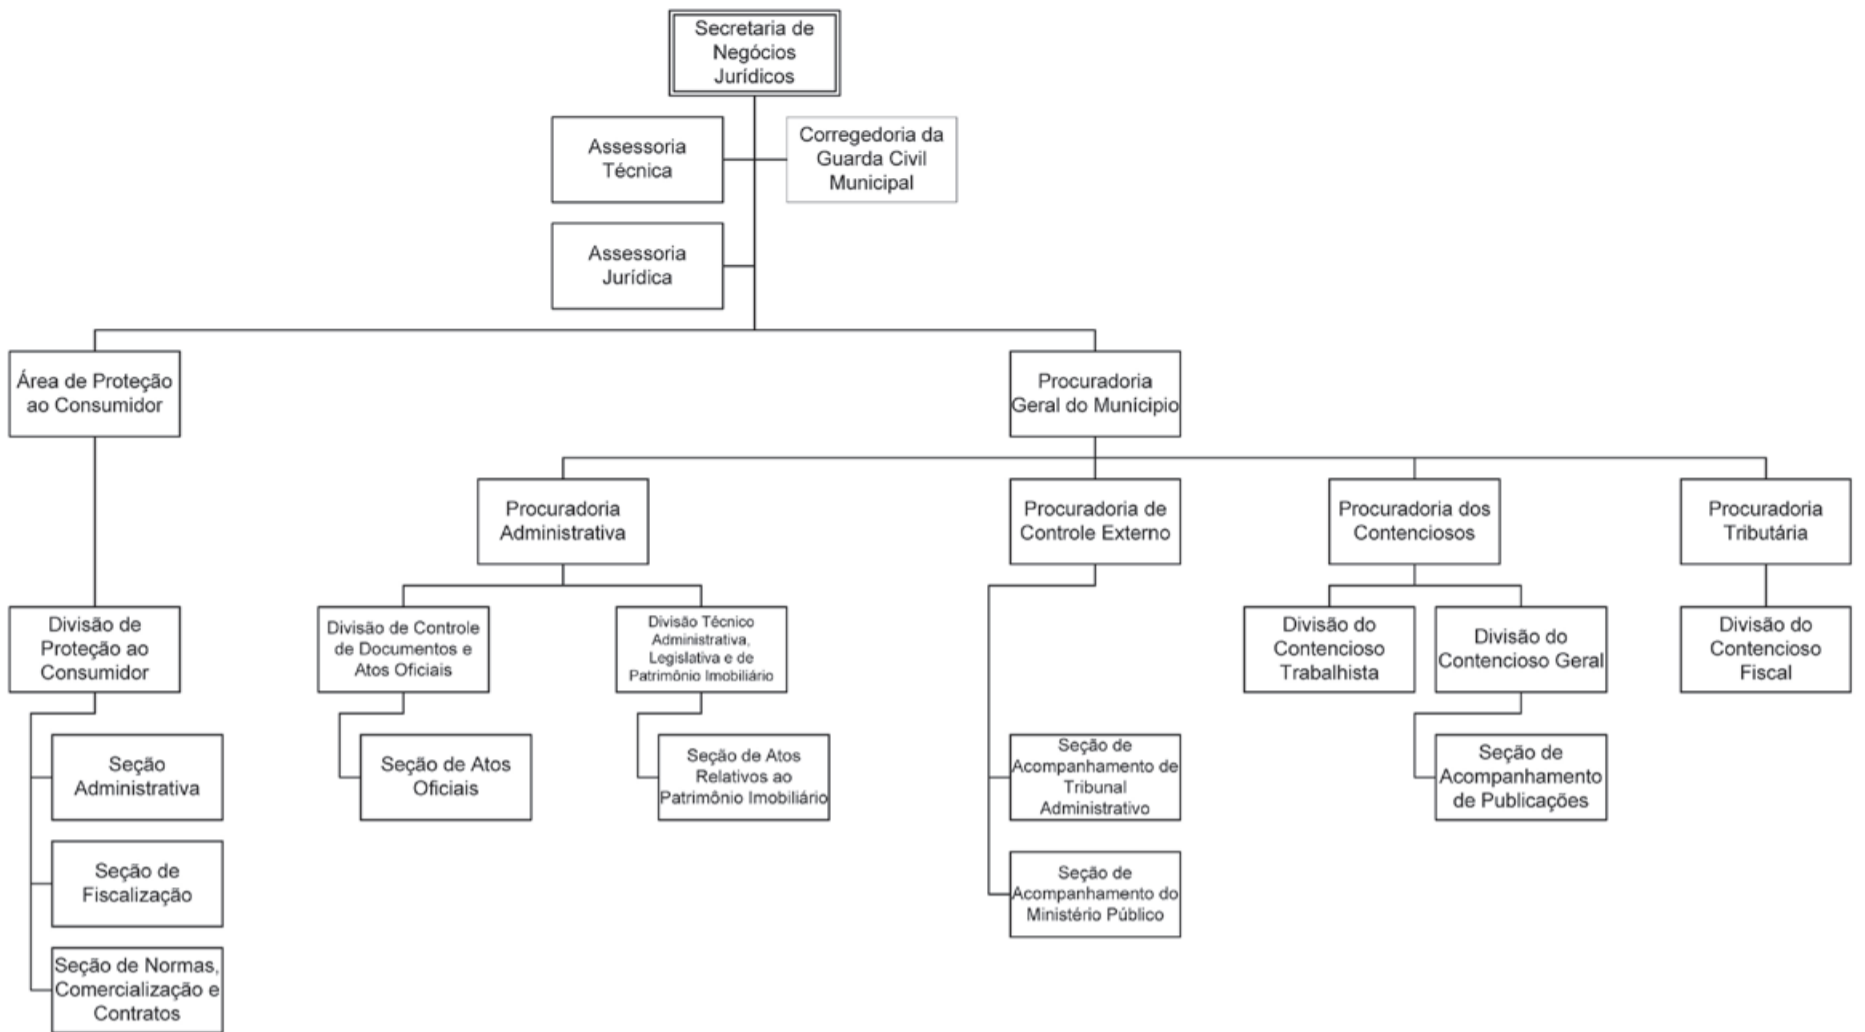 Secretaria de
Negócios
Jurídicos
Assessoria
Técnica
Corregedoria da
Guarda Civil
Municipal
Assessoria
Jurídica
Área de Proteção
ao Consumidor
Procuradoria
Geral do Munícipio
Procuradoria
Administrativa
Procuradoria de
Controle Externo
Procuradoria dos
Contenciosos
Procuradoria
Tributária
Divisão de
Proteção ao
Consumidor
Divisão de Controle
de Documentos e
Atos Oficiais
Divisão Técnico
Administrativa,
Legislativa e de
Patrimônio Imobiliário
Divisão do
Contencioso
Trabalhista
Divisão do
Contencioso Geral
Divisão do
Contencioso
Fiscal
Seção
Administrativa
Seção de Atos
Oficiais
Seção de Atos
Relativos ao
Patrimônio Imobiliário
Seção de
Acompanhamento de
Tribunal
Administrativo
Seção de
Acompanhamento
de Publicações
Seção de
Fiscalização
Seção de
Acompanhamento do
Ministério Público
Seção de Normas,
Comercialização e
Contratos